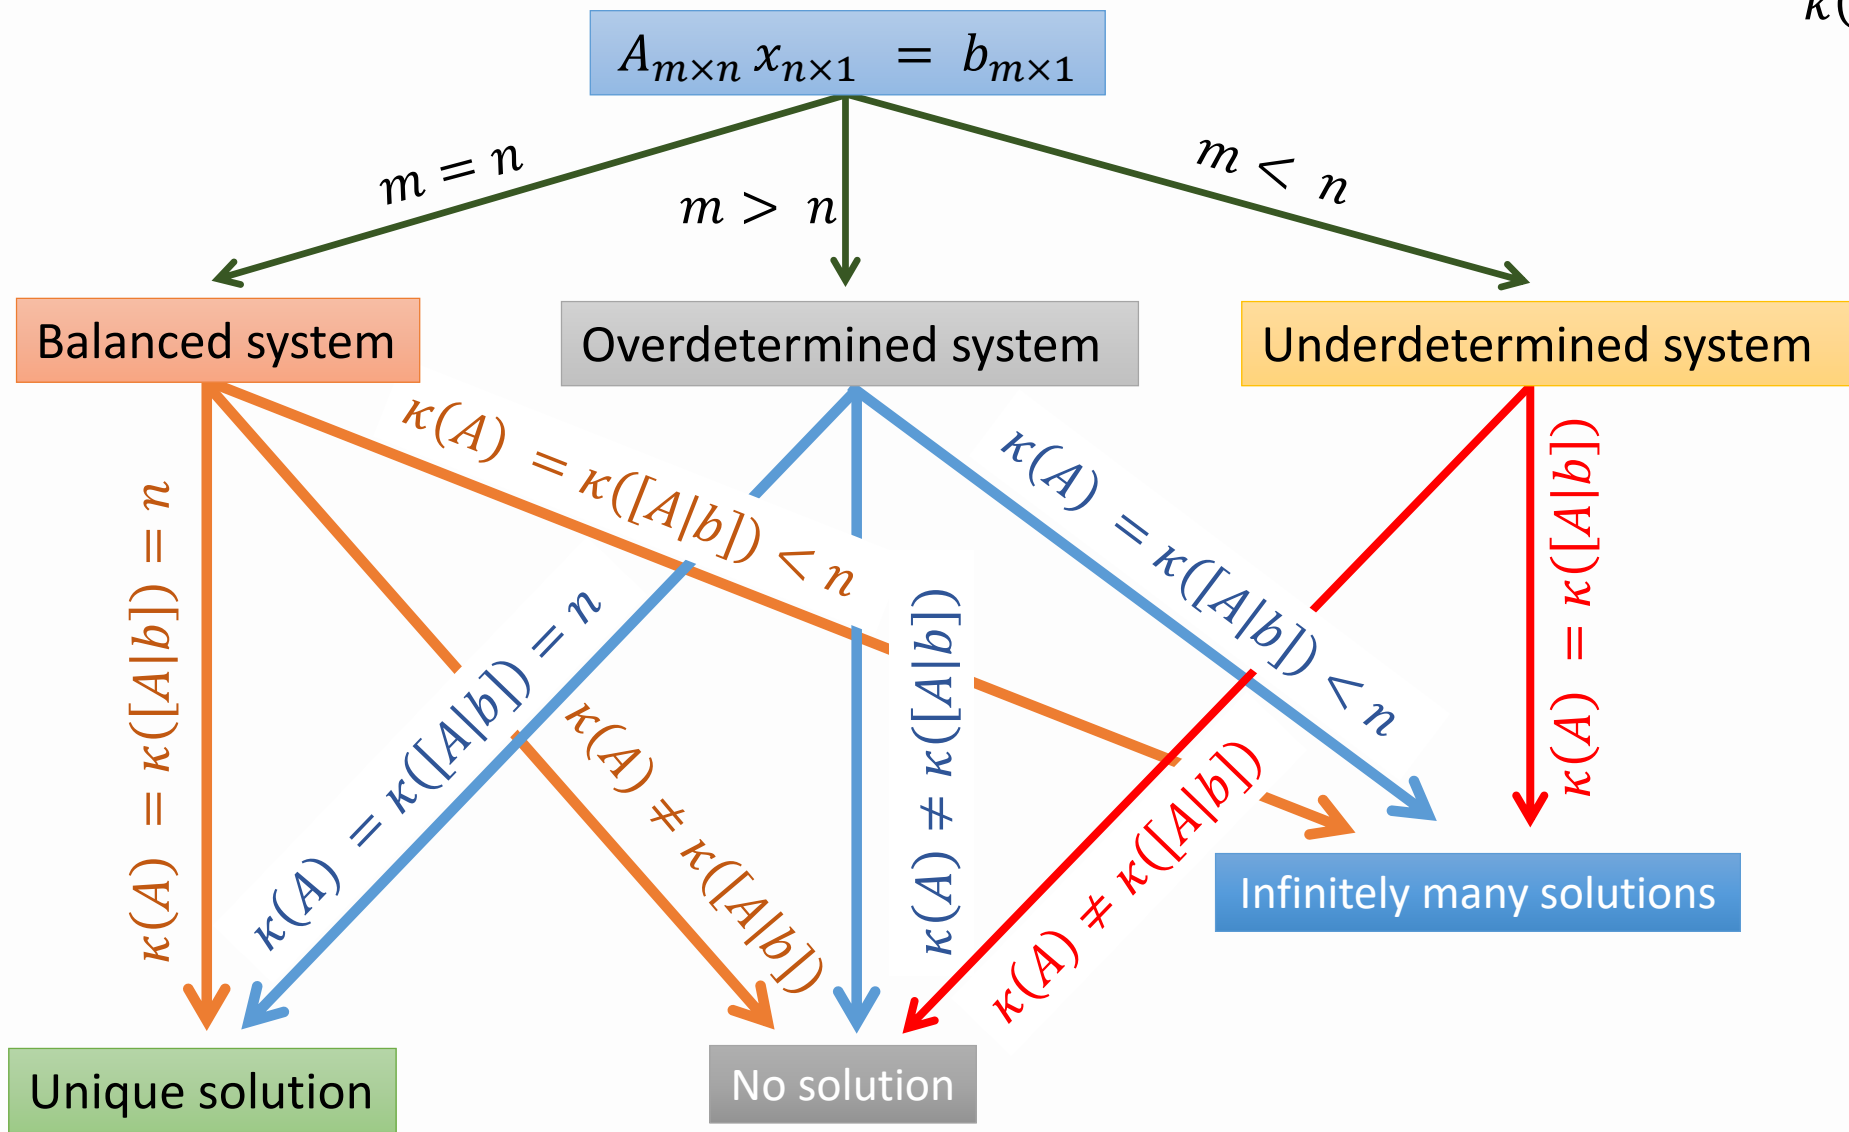 κ(
A_{m×n} x_{n×1} = b_{m×1}
m = n
m > n
m < n
Balanced system
Overdetermined system
Underdetermined system
κ(A) = κ([A|b]) = n
κ(A) ≠ κ([A|b])
κ(A) = κ([A|b]) < n
κ(A) = κ([A|b]) = n
κ(A) ≠ κ([A|b])
κ(A) = κ([A|b]) < n
κ(A) ≠ κ([A|b])
κ(A) = κ([A|b])
Infinitely many solutions
Unique solution
No solution